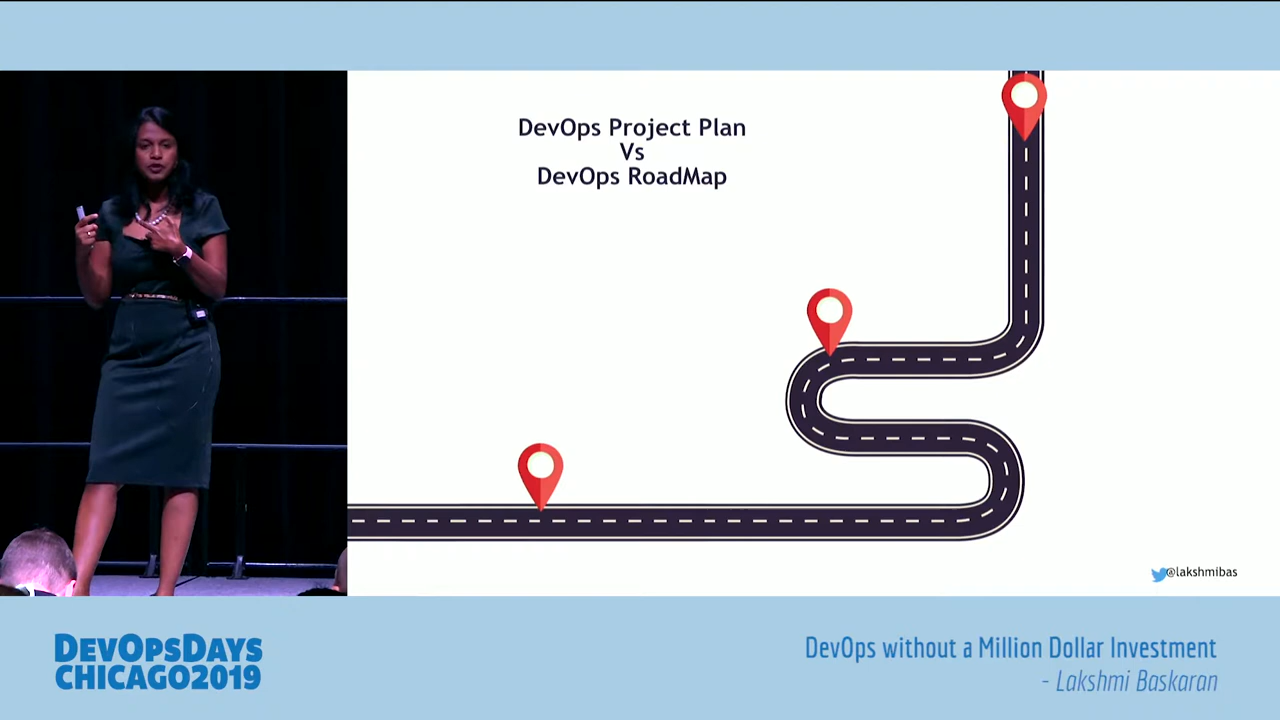 DevOps Project Plan
Vs
DevOps RoadMap
@lakshmibas
DEVOPSDAYS
CHICAGO2019
DevOps without a Million Dollar Investment
- Lakshmi Baskaran